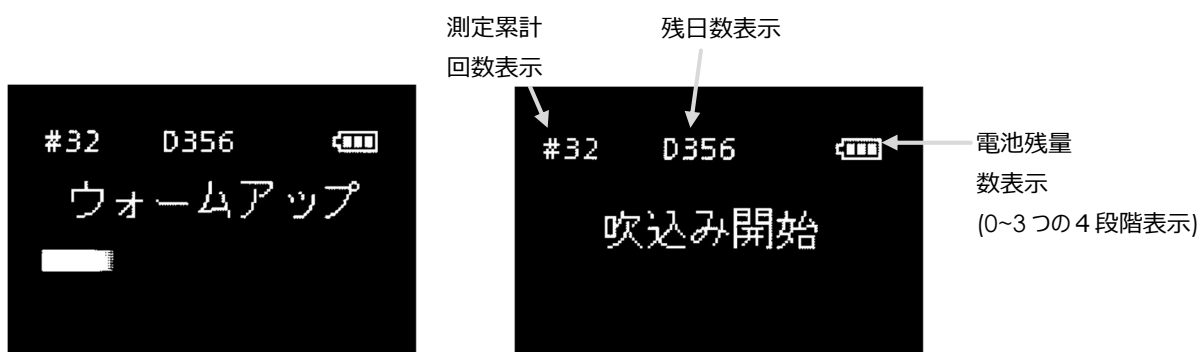 測定累計
回数表示
残日数表示
#32 D356
ウォームアップ
#32 D356
吹込み開始
電池残量
数表示
(0~3 つの 4 段階表示)